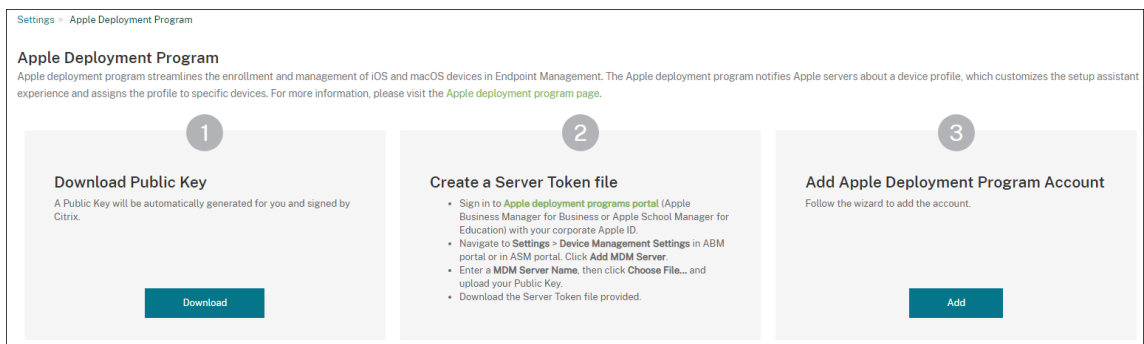 Settings > Apple Deployment Program
Apple Deployment Program
Apple deployment program streamlines the enrollment and management of iOS and macOS devices in Endpoint Management. The Apple deployment program notifies Apple servers about a device profile, which customizes the setup assistant
experience and assigns the profile to specific devices. For more information, please visit the Apple deployment program page.
1
Download Public Key
A Public Key will be automatically generated for you and signed by
Citrix.
Download
2
Create a Server Token file
• Sign in to Apple deployment programs portal (Apple
Business Manager for Business or Apple School Manager for
Education) with your corporate Apple ID.
• Navigate to Settings > Device Management Settings in ABM
portal or in ASM portal. Click Add MDM Server.
• Enter a MDM Server Name, then click Choose File... and
upload your Public Key.
• Download the Server Token file provided.
3
Add Apple Deployment Program Account
Follow the wizard to add the account.
Add